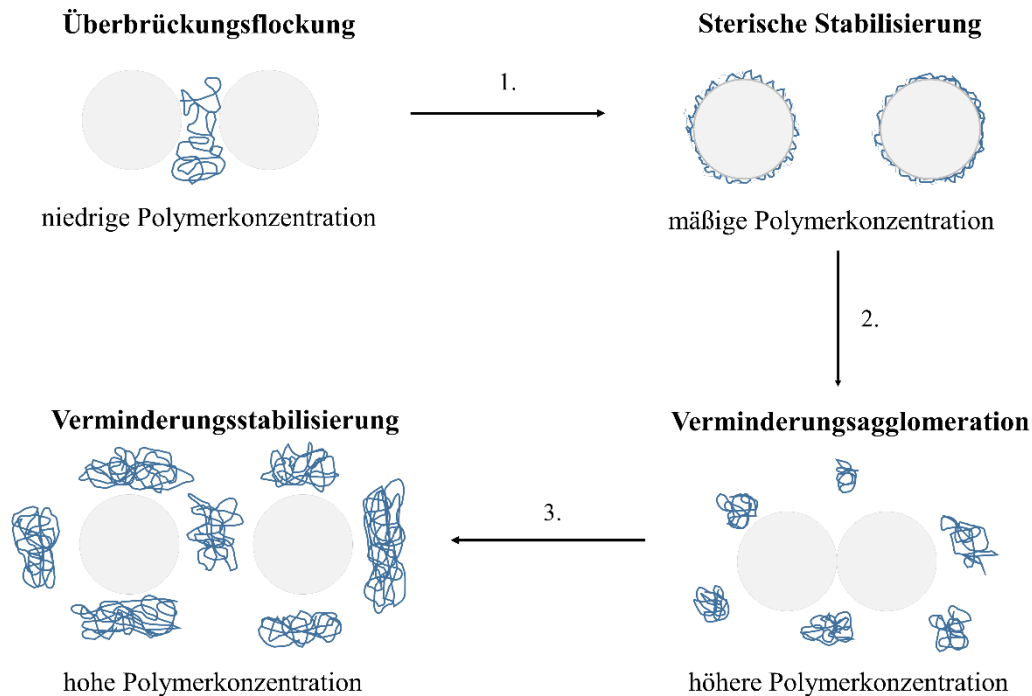 Überbrückungsflockung
Sterische Stabilisierung
1.
niedrige Polymerkonzentration
mäßige Polymerkonzentration
2.
Verminderungsstabilisierung
Verminderungsagglomeration
3.
hohe Polymerkonzentration
höhere Polymerkonzentration